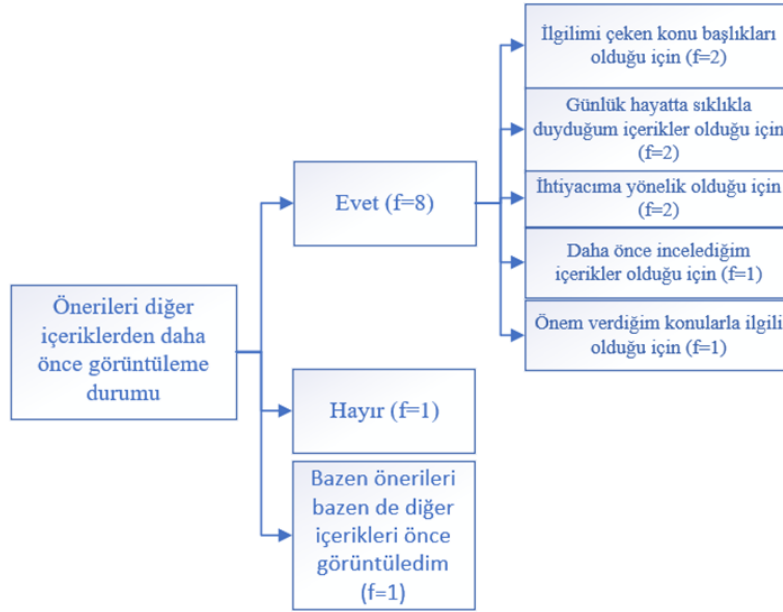 Önerileri diğer
içeriklerden daha
önce görüntüleme
durumu
Evet (f=8)
Hayır (f=1)
Bazen önerileri
bazen de diğer
içerikleri önce
görüntüledim
(f=1)
İlgilimi çeken konu başlıkları
olduğu için (f=2)
Günlük hayatta sıklıkla
duyduğum içerikler olduğu için
(f=2)
İhtiyacıma yönelik olduğu için
(f=2)
Daha önce incelediğim
içerikler olduğu için (f=1)
Önem verdiğim konularla ilgili
olduğu için (f=1)